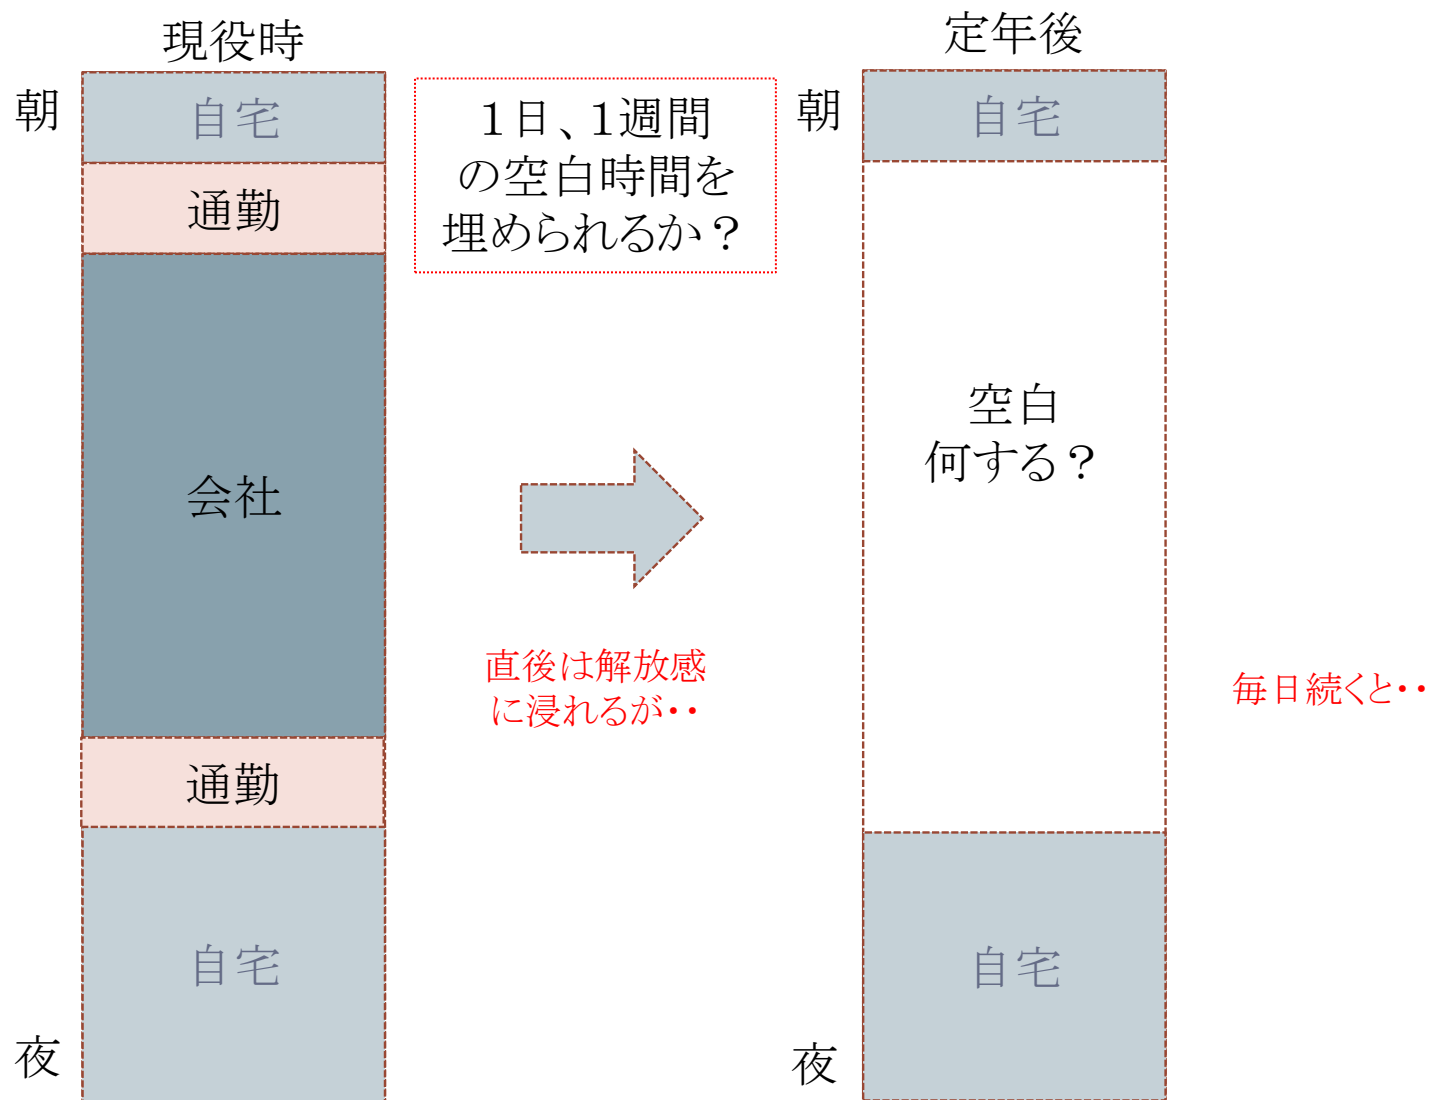 現役時
朝
自宅
通勤
会社
通勤
自宅
夜
１日、１週間
の空白時間を
埋められるか？
直後は解放感
に浸れるが・・
定年後
朝
自宅
空白
何する？
自宅
夜
毎日続くと・・